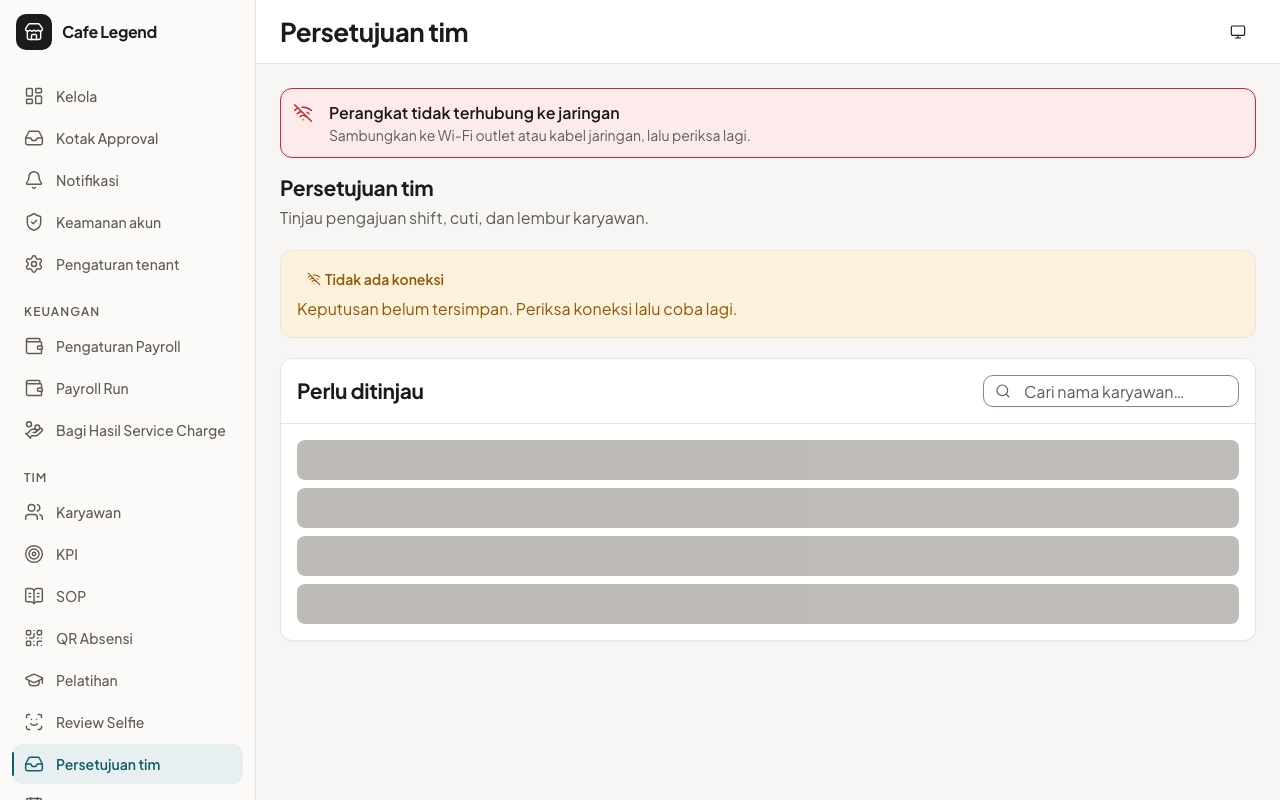 Cafe Legend
Kelola
Kotak Approval
Notifikasi
Keamanan akun
Pengaturan tenant
KEUANGAN
Pengaturan Payroll
Payroll Run
Bagi Hasil Service Charge
TIM
Karyawan
KPI
SOP
QR Absensi
Pelatihan
Review Selfie
Persetujuan tim
Persetujuan tim
Perangkat tidak terhubung ke jaringan
Sambungkan ke Wi-Fi outlet atau kabel jaringan, lalu periksa lagi.
Persetujuan tim
Tinjau pengajuan shift, cuti, dan lembur karyawan.
Tidak ada koneksi
Keputusan belum tersimpan. Periksa koneksi lalu coba lagi.
Perlu ditinjau
Cari nama karyawan…